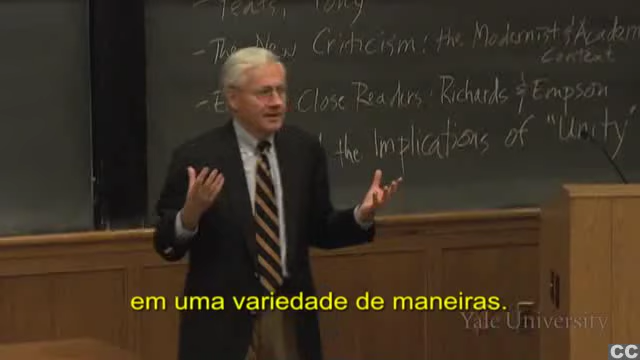 Yeats, Tony
- The New Criticism: the Modernist & Academic
Context
- Close Readers: Richards & Empson
the Implications of "Unity"
em uma variedade de maneiras.
Yale University
CC